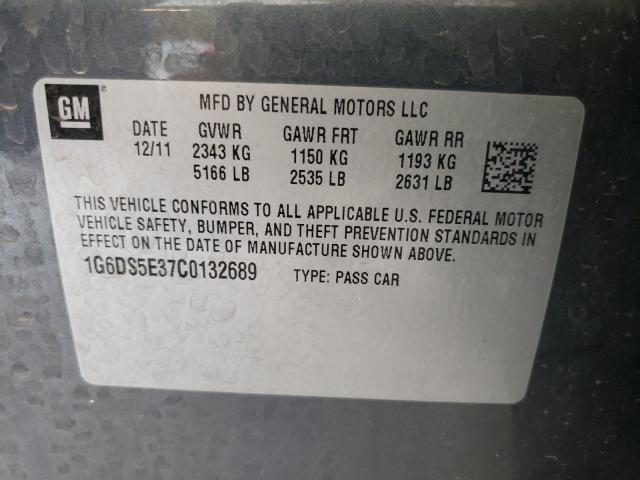 GM
MFD BY GENERAL MOTORS LLC
DATE GVWR GAWR FRT GAWR RR
12/11 2343 KG 1150 KG 1193 KG
5166 LB 2535 LB 2631 LB
THIS VEHICLE CONFORMS TO ALL APPLICABLE U.S. FEDERAL MOTOR
VEHICLE SAFETY, BUMPER, AND THEFT PREVENTION STANDARDS IN
EFFECT ON THE DATE OF MANUFACTURE SHOWN ABOVE.
1G6DS5E37C0132689 TYPE: PASS CAR